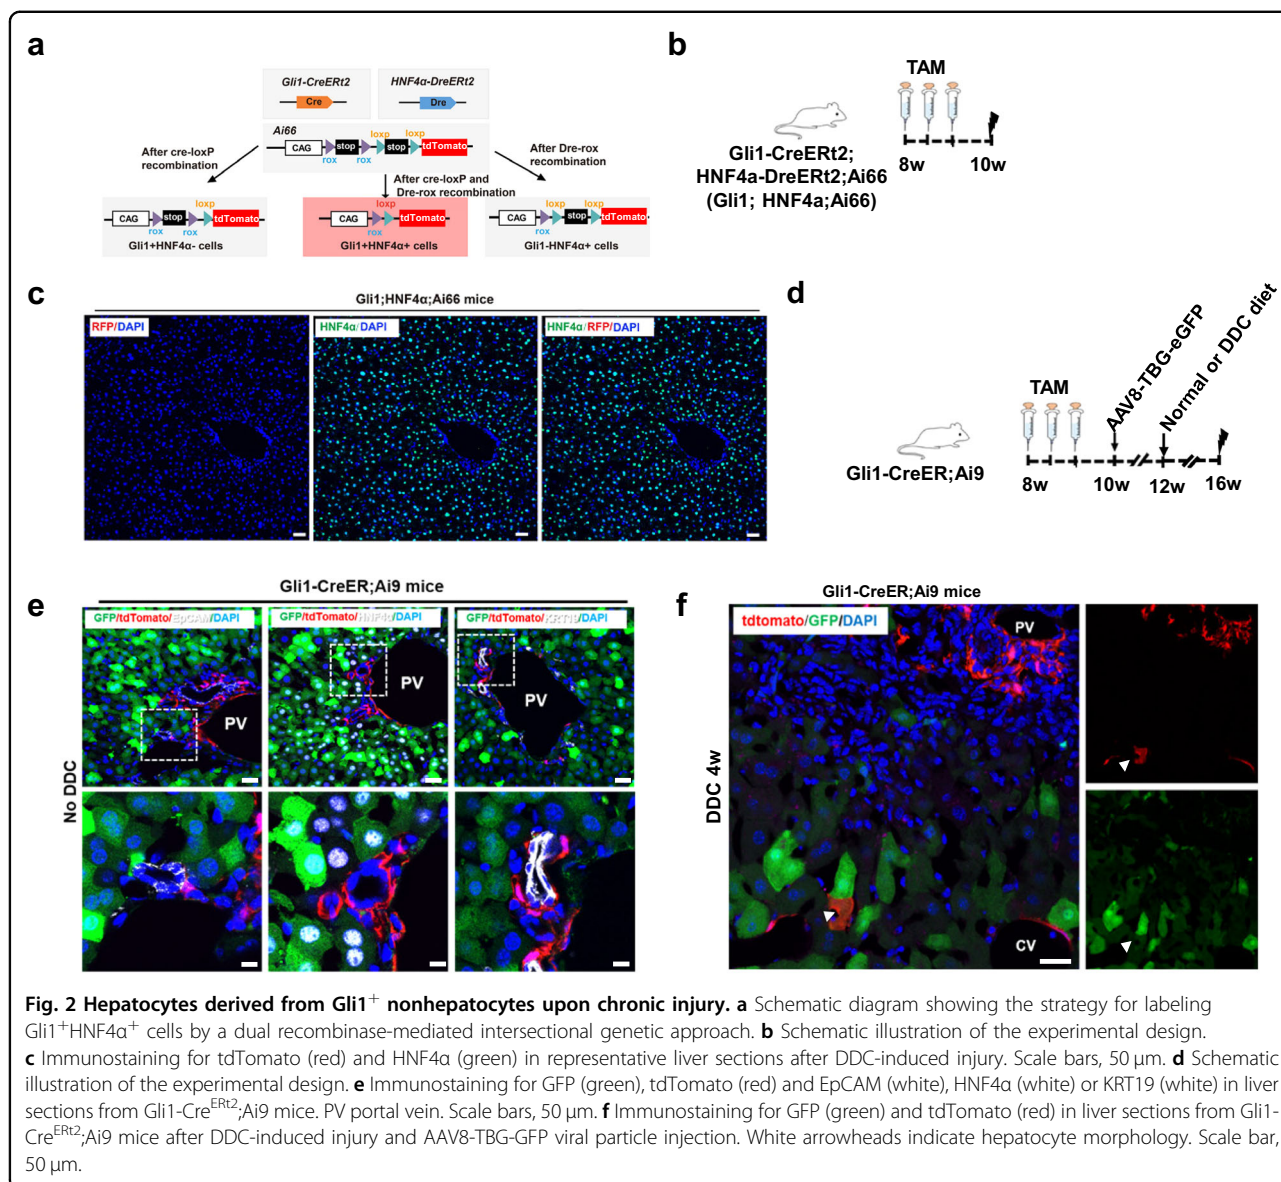 a
Gli1-CreERt2
HNF4α-DreERt2
Cre
Dre
Ai66
loxp
loxp
CAG
stop
stop
tdTomato
rox
rox
After cre-loxP
recombination
After Dre-rox
recombination
After cre-loxP and
Dre-rox recombination
loxp
CAG
stop
tdTomato
rox
rox
Gli1+HNF4α- cells
loxp
CAG
tdTomato
rox
Gli1+HNF4α+ cells
loxp
loxp
CAG
stop
tdTomato
rox
Gli1-HNF4α+ cells
b
TAM
Gli1-CreERt2;
HNF4a-DreERt2;Ai66
(Gli1; HNF4a;Ai66)
8w
10w
c
Gli1;HNF4α;Ai66 mice
RFP/DAPI
HNF4α/DAPI
HNF4α/RFP/DAPI
d
TAM
AAV8-TBG-eGFP
Normal or DDC diet
Gli1-CreER;Ai9
8w
10w
12w
16w
e
Gli1-CreER;Ai9 mice
GFP/tdTomato/EpCAM/DAPI
GFP/tdTomato/HNF4α/DAPI
GFP/tdTomato/KRT19/DAPI
PV
PV
PV
No DDC
f
Gli1-CreER;Ai9 mice
tdtomato/GFP/DAPI
PV
CV
DDC 4w
Fig. 2 Hepatocytes derived from Gli1+ nonhepatocytes upon chronic injury. a Schematic diagram showing the strategy for labeling
Gli1+HNF4α+ cells by a dual recombinase-mediated intersectional genetic approach. b Schematic illustration of the experimental design.
c Immunostaining for tdTomato (red) and HNF4α (green) in representative liver sections after DDC-induced injury. Scale bars, 50 μm. d Schematic
illustration of the experimental design. e Immunostaining for GFP (green), tdTomato (red) and EpCAM (white), HNF4α (white) or KRT19 (white) in liver
sections from Gli1-CreERt2;Ai9 mice. PV portal vein. Scale bars, 50 μm. f Immunostaining for GFP (green) and tdTomato (red) in liver sections from Gli1-
CreERt2;Ai9 mice after DDC-induced injury and AAV8-TBG-GFP viral particle injection. White arrowheads indicate hepatocyte morphology. Scale bar,
50 μm.